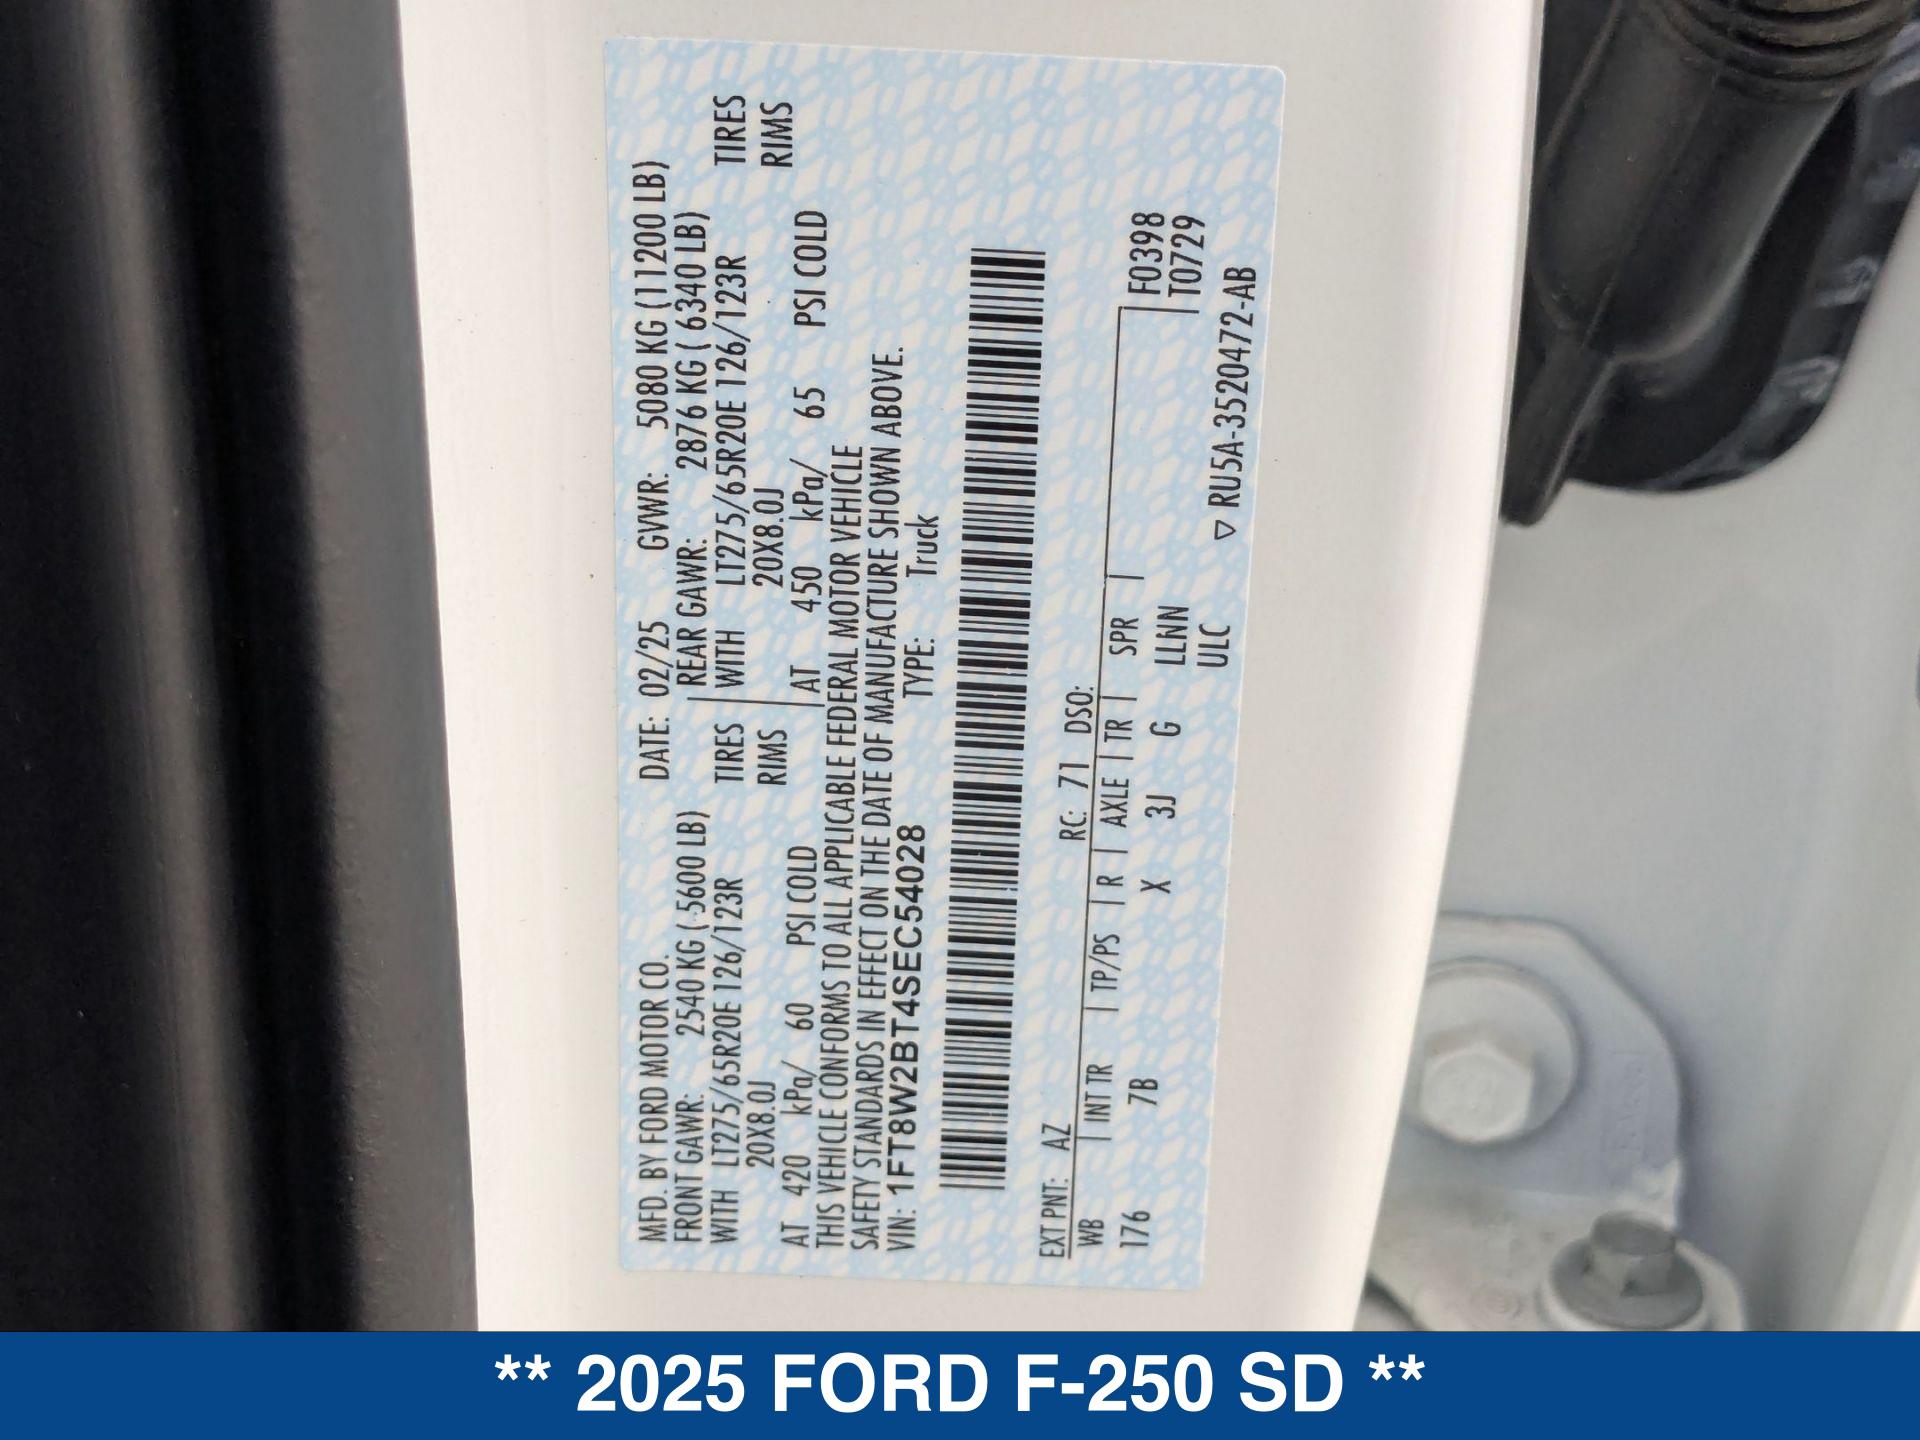 MFD. BY FORD MOTOR CO. DATE: 02/25 GVWR: 5080 KG (11200 LB)
FRONT GAWR: 2540 KG ( 5600 LB) REAR GAWR: 2876 KG ( 6340 LB)
WITH LT275/65R20E 126/123R TIRES WITH LT275/65R20E 126/123R TIRES
20X8.0J RIMS 20X8.0J RIMS
AT 420 kPa/ 60 PSI COLD AT 450 kPa/ 65 PSI COLD
THIS VEHICLE CONFORMS TO ALL APPLICABLE FEDERAL MOTOR VEHICLE
SAFETY STANDARDS IN EFFECT ON THE DATE OF MANUFACTURE SHOWN ABOVE.
VIN: 1FT8W2BT4SEC54028 TYPE: Truck
EXT PNT: AZ RC: 71 DSO:
WB INT TR TP/PS R AXLE TR SPR F0398
176 7B X 3J G LLNN T0729
ULC
▽ RU5A-3520472-AB
** 2025 FORD F-250 SD **